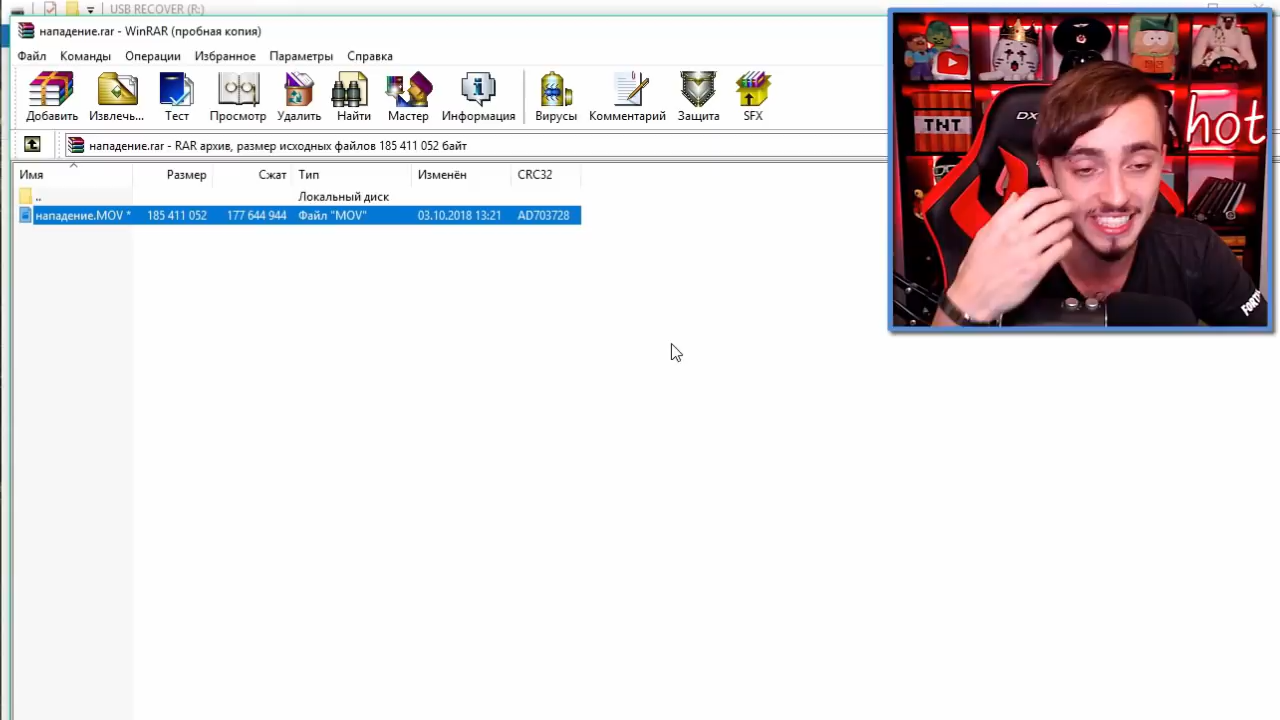 USB RECOVER (R:)
нападение.rar - WinRAR (пробная копия)
Файл Команды Операции Избранное Параметры Справка
Добавить Извлечь... Тест Просмотр Удалить Найти Мастер Информация Вирусы Комментарий Защита SFX
нападение.rar - RAR архив, размер исходных файлов 185 411 052 байт
Имя Размер Сжат Тип Изменён CRC32
.. Локальный диск
нападение.MOV * 185 411 052 177 644 944 Файл "MOV" 03.10.2018 13:21 AD703728
TNT
DX
hot